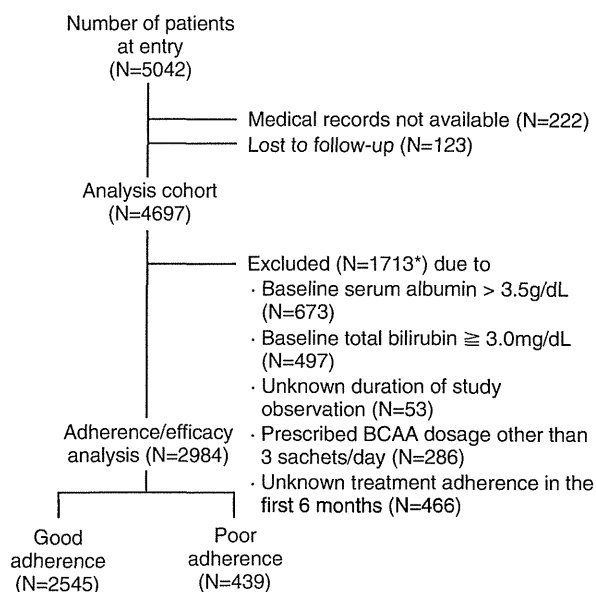 Number of patients
at entry
(N=5042)
Medical records not available (N=222)
Lost to follow-up (N=123)
Analysis cohort
(N=4697)
Excluded (N=1713*) due to
· Baseline serum albumin > 3.5g/dL
(N=673)
· Baseline total bilirubin ≧ 3.0mg/dL
(N=497)
· Unknown duration of study
observation (N=53)
· Prescribed BCAA dosage other than
3 sachets/day (N=286)
· Unknown treatment adherence in the
first 6 months (N=466)
Adherence/efficacy
analysis (N=2984)
Good
adherence
(N=2545)
Poor
adherence
(N=439)